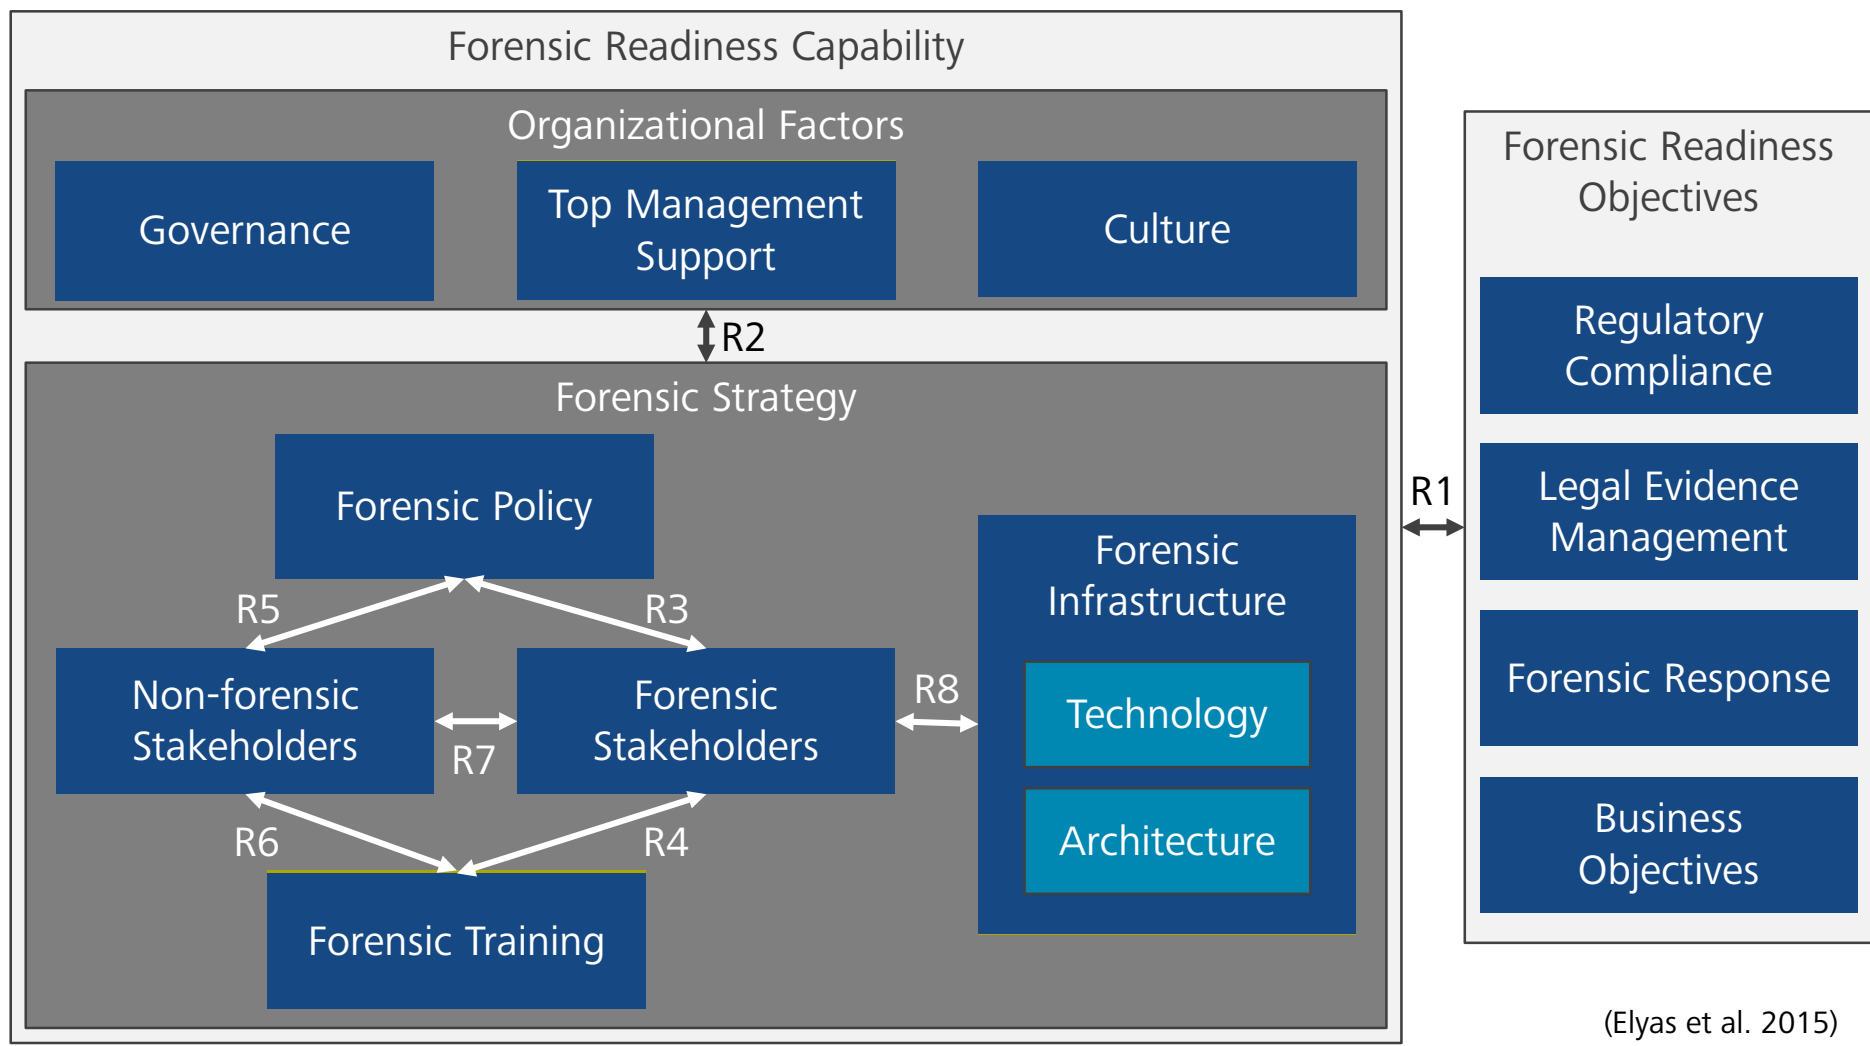 Forensic Readiness Capability
Organizational Factors
Governance
Top Management
Support
Culture
R2
Forensic Strategy
Forensic Policy
R5
R3
Non-forensic
Stakeholders
R7
Forensic
Stakeholders
R8
R6
R4
Forensic Training
Forensic
Infrastructure
Technology
Architecture
R1
Forensic Readiness
Objectives
Regulatory
Compliance
Legal Evidence
Management
Forensic Response
Business
Objectives
(Elyas et al. 2015)